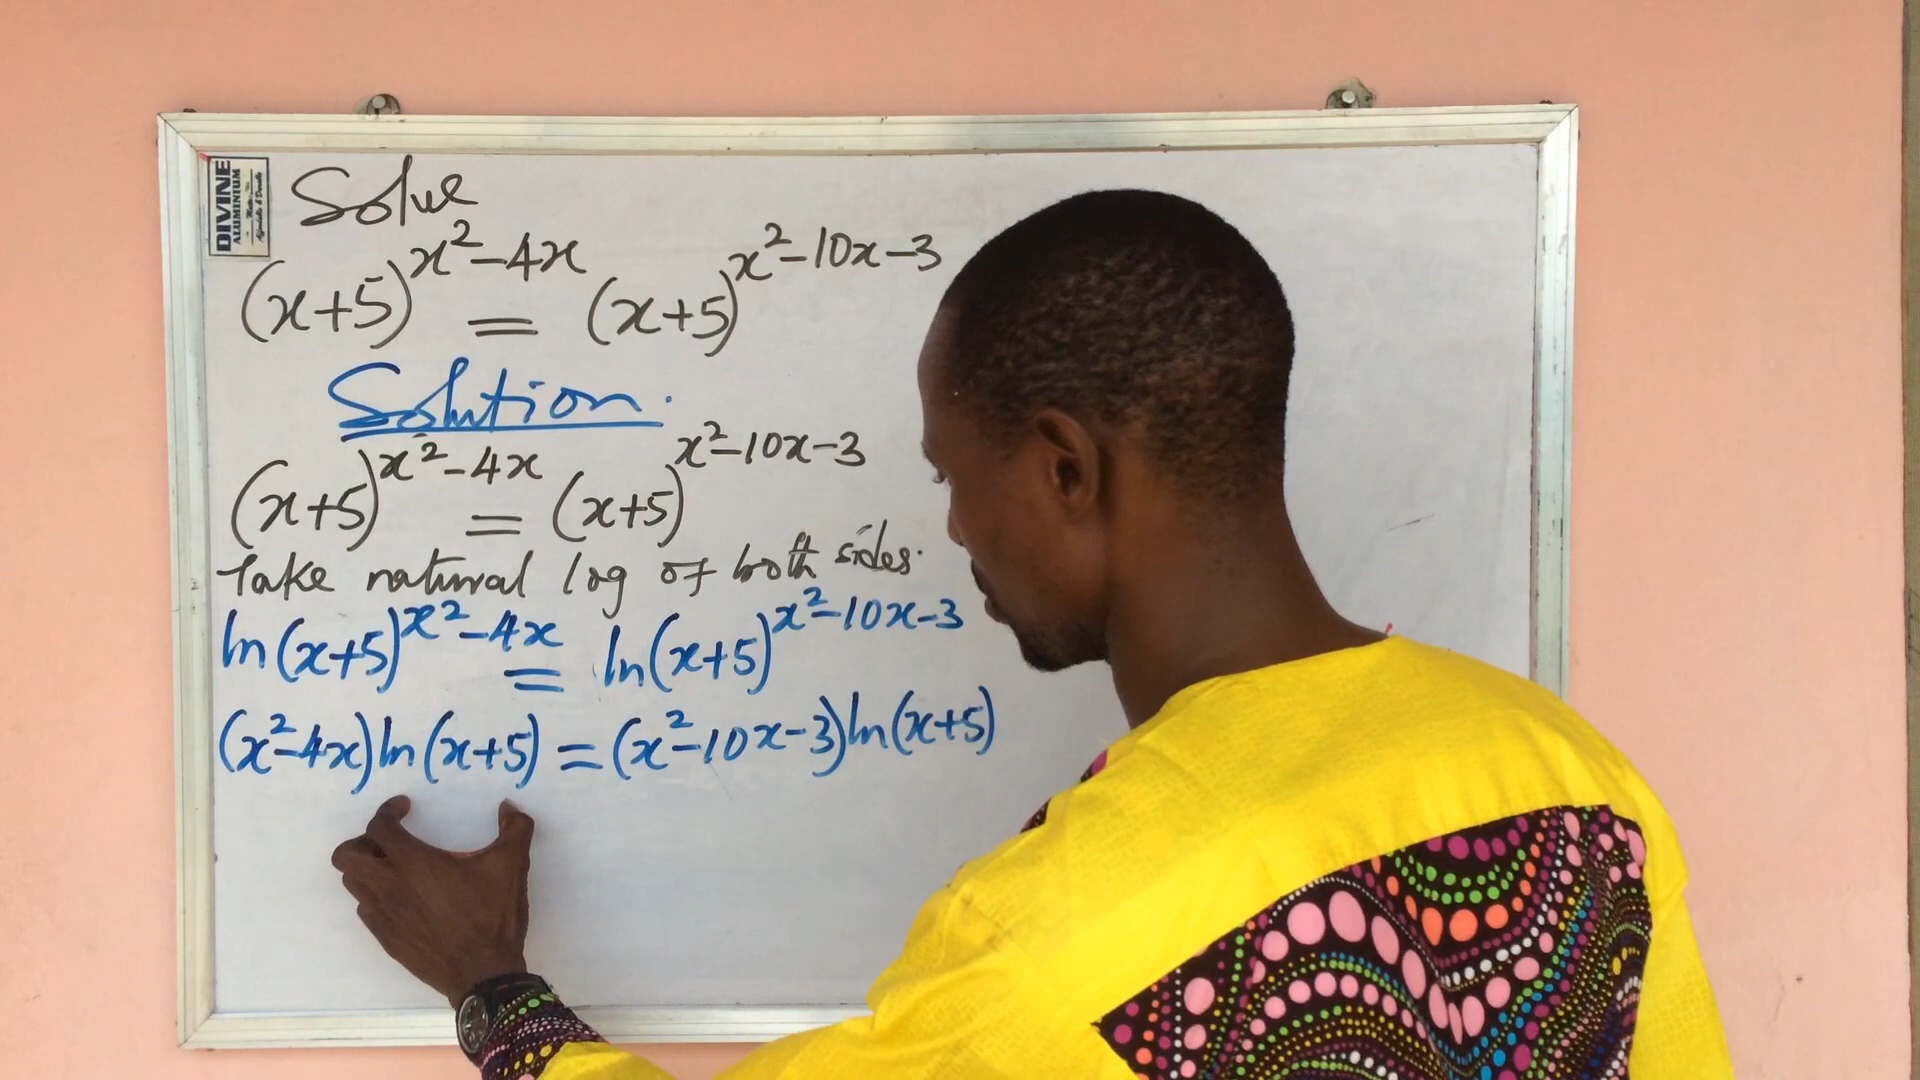 DIVINE
ALUMINIUM
Solve
(x+5)^{x²-4x} = (x+5)^{x²-10x-3}
Solution.
(x+5)^{x²-4x} = (x+5)^{x²-10x-3}
Take natural log of both sides.
ln(x+5)^{x²-4x} = ln(x+5)^{x²-10x-3}
(x²-4x)ln(x+5) = (x²-10x-3)ln(x+5)